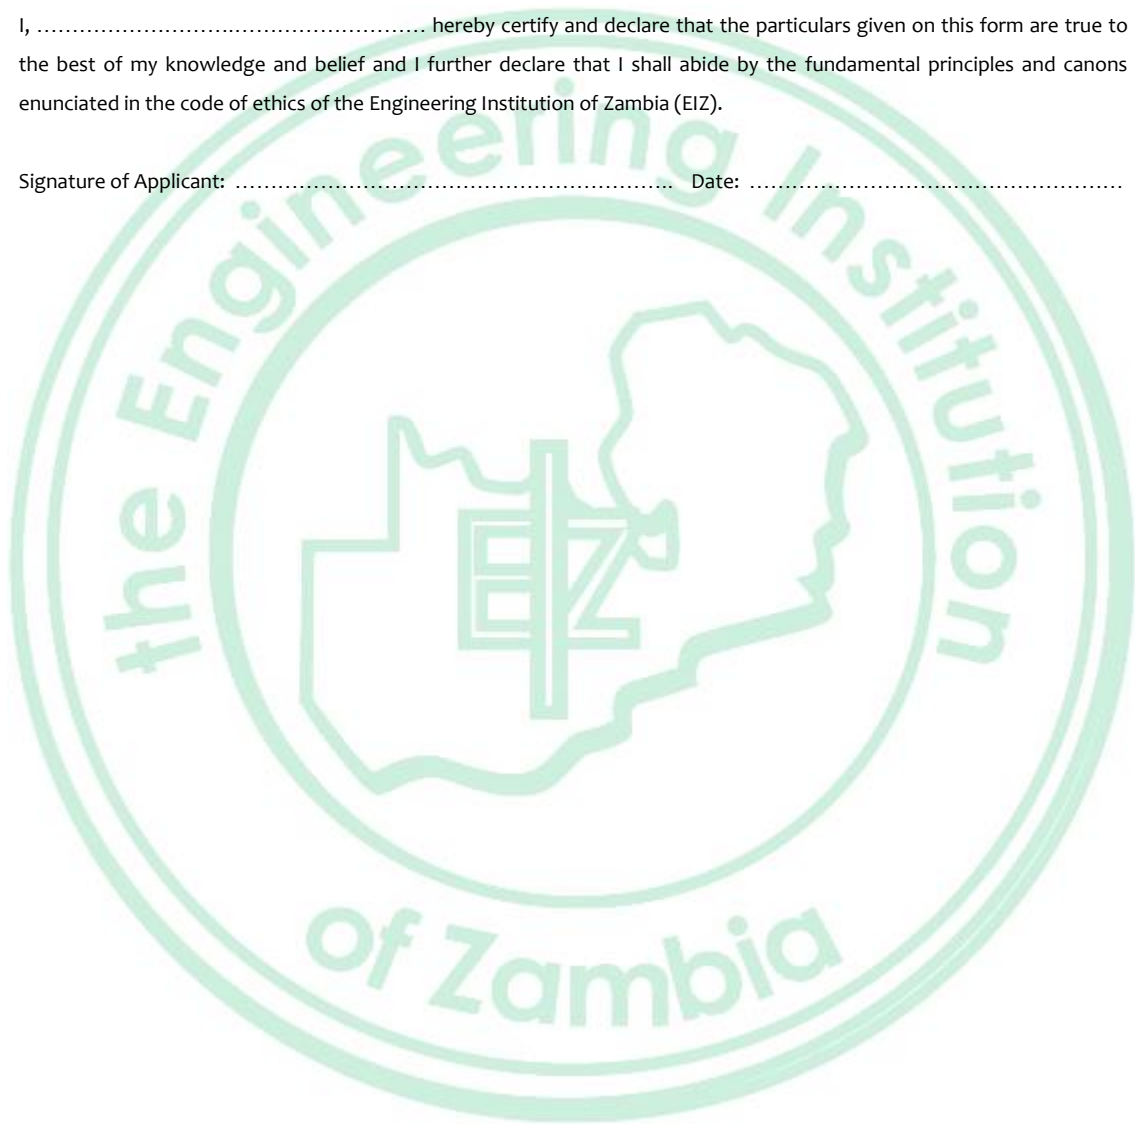 I, ………………………..……………………… hereby certify and declare that the particulars given on this form are true to
the best of my knowledge and belief and I further declare that I shall abide by the fundamental principles and canons
enunciated in the code of ethics of the Engineering Institution of Zambia (EIZ).
Signature of Applicant: …………………………………………………….. Date: ………………………..……………………
the Engineering Institution
EIZ
of Zambia